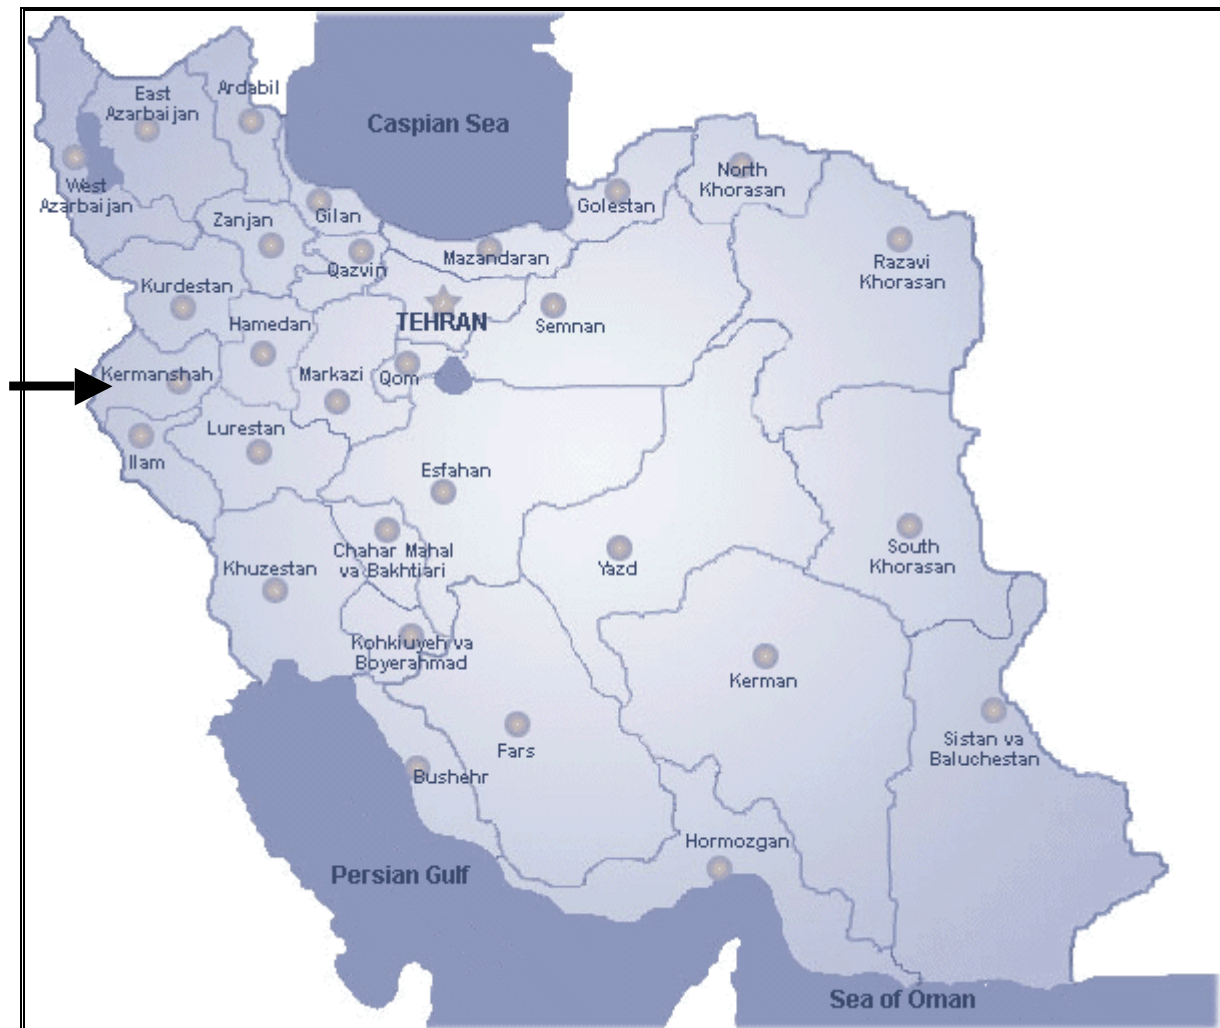 Caspian Sea
East
Azarbaijan
Ardabil
West
Azarbaijan
Zanjan
Gilan
Qazvin
Mazandaran
Golestan
North
Khorasan
Razavi
Khorasan
Kurdestan
Hamedan
TEHRAN
Semnan
Kermanshah
Markazi
Qom
Ilam
Lurestan
Esfahan
Khuzestan
Chahar Mahal
va Bakhtiari
Yazd
South
Khorasan
Kohkiuyeh va
Boyerahmad
Kerman
Fars
Sistan va
Baluchestan
Bushehr
Hormozgan
Persian Gulf
Sea of Oman